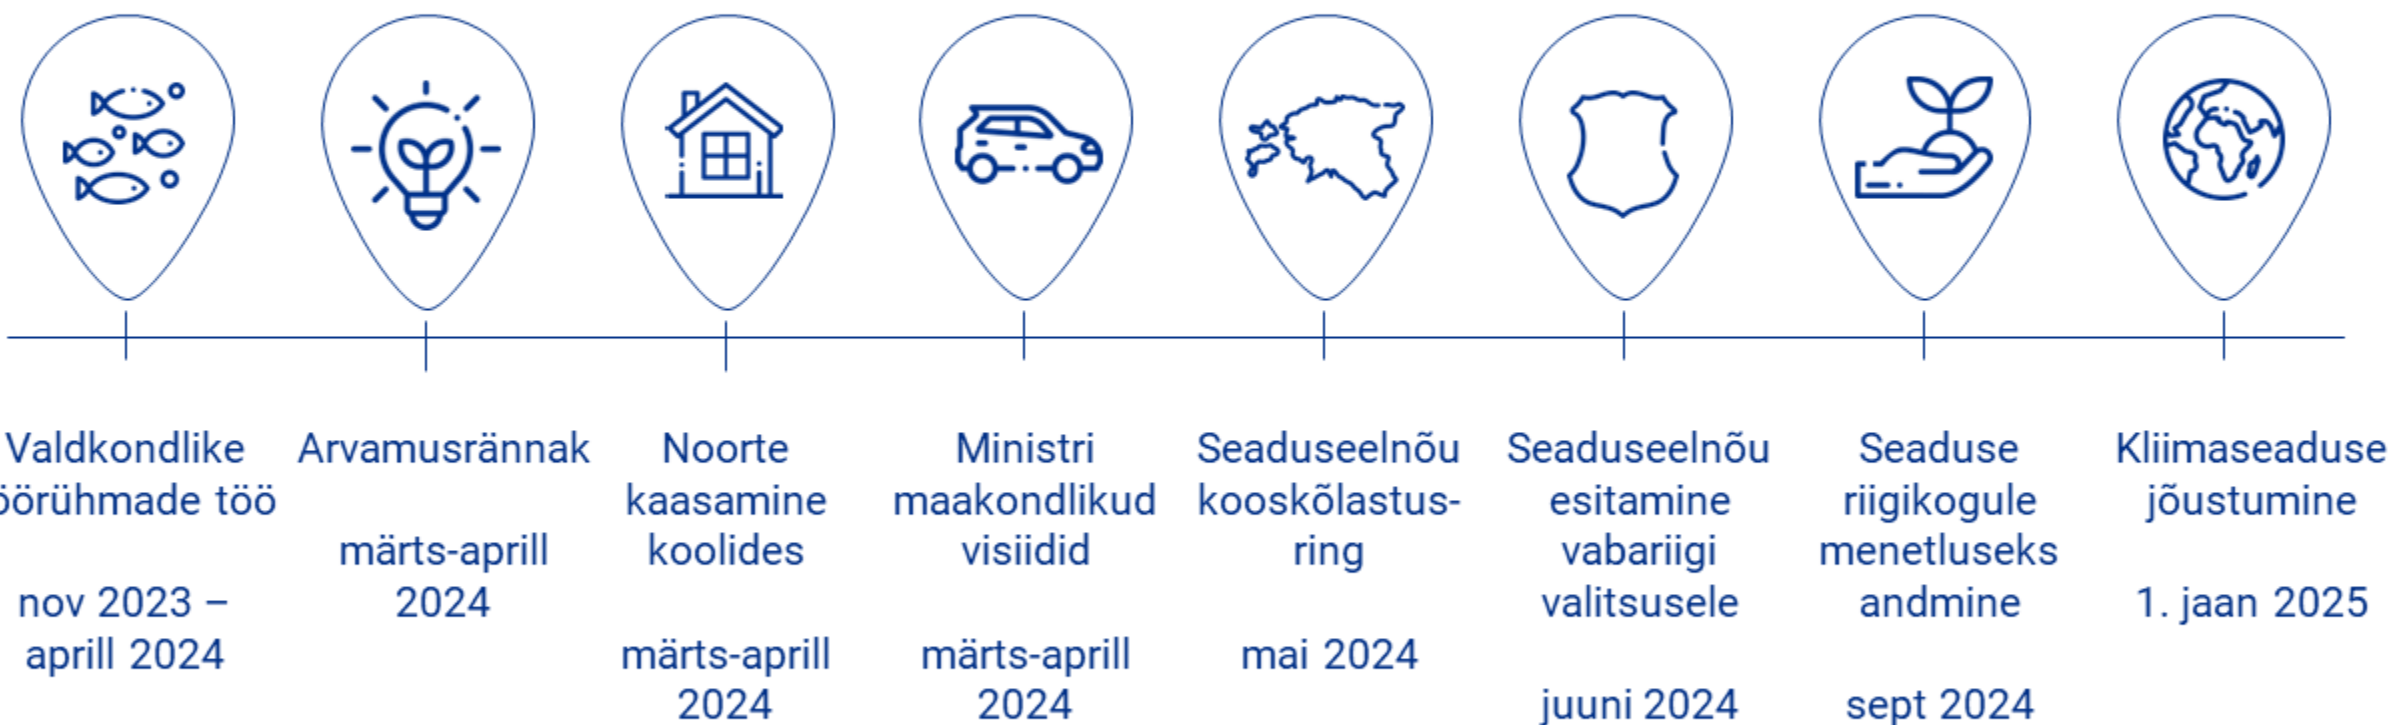 Valdkondlike
öörühmade töö
nov 2023 –
aprill 2024
Arvamusrännak
märts-aprill
2024
Noorte
kaasamine
koolides
märts-aprill
2024
Ministri
maakondlikud
visiidid
märts-aprill
2024
Seaduseelnõu
kooskõlastus-
ring
mai 2024
Seaduseelnõu
esitamine
vabariigi
valitsusele
juuni 2024
Seaduse
riigikogule
menetluseks
andmine
sept 2024
Kliimaseaduse
jõustumine
1. jaan 2025